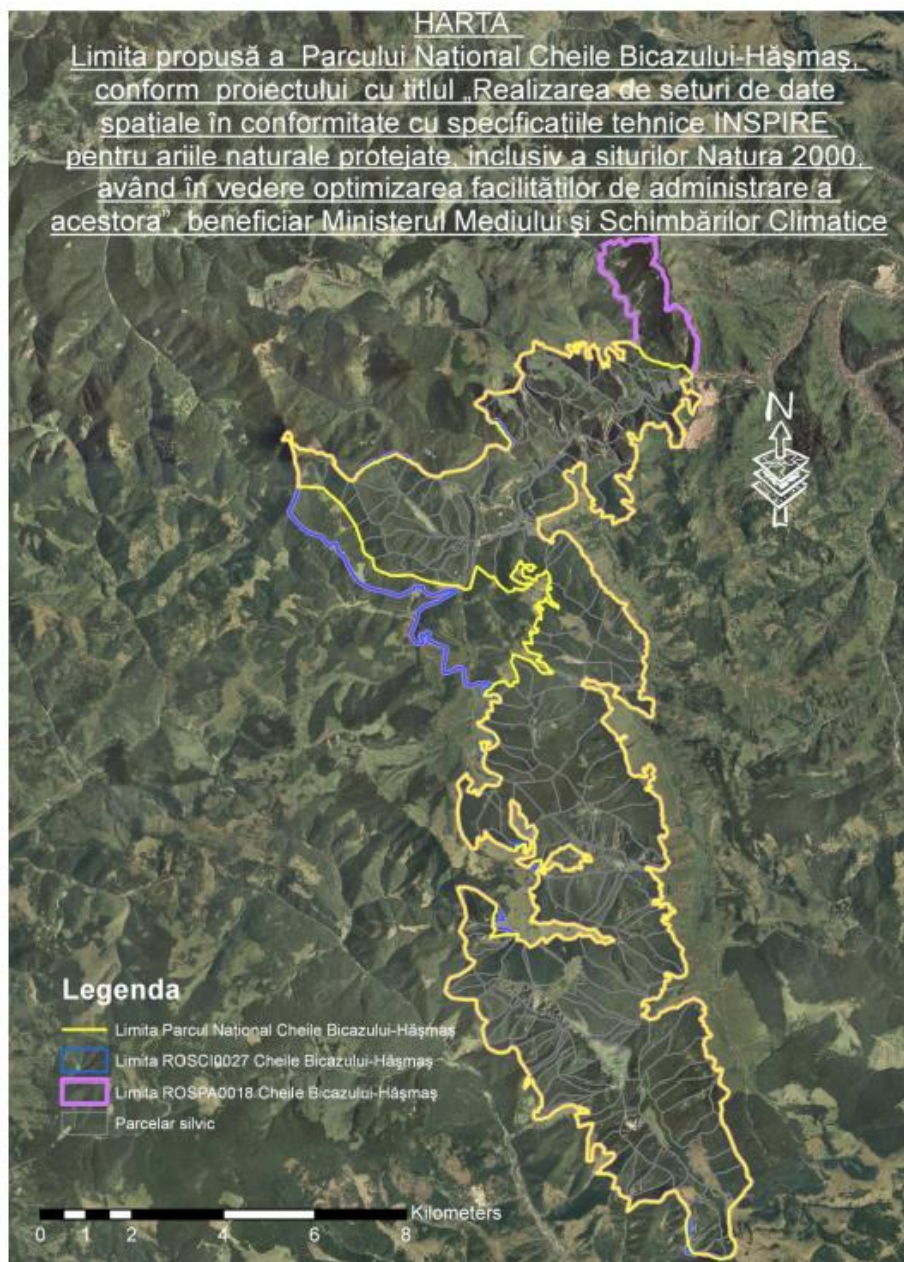 HARTA
Limita propusă a Parcului Național Cheile Bicazului-Hășmaș,
conform proiectului cu titlul „Realizarea de seturi de date
spațiale în conformitate cu specificațiile tehnice INSPIRE
pentru ariile naturale protejate, inclusiv a siturilor Natura 2000,
având în vedere optimizarea facilităților de administrare a
acestora”, beneficiar Ministerul Mediului și Schimbărilor Climatice
N
Legenda
Limita Parcul Național Cheile Bicazului-Hășmaș
Limita ROSCI0027 Cheile Bicazului-Hășmaș
Limita ROSPA0018 Cheile Bicazului-Hășmaș
Parcelar silvic
Kilometers
0 1 2 4 6 8